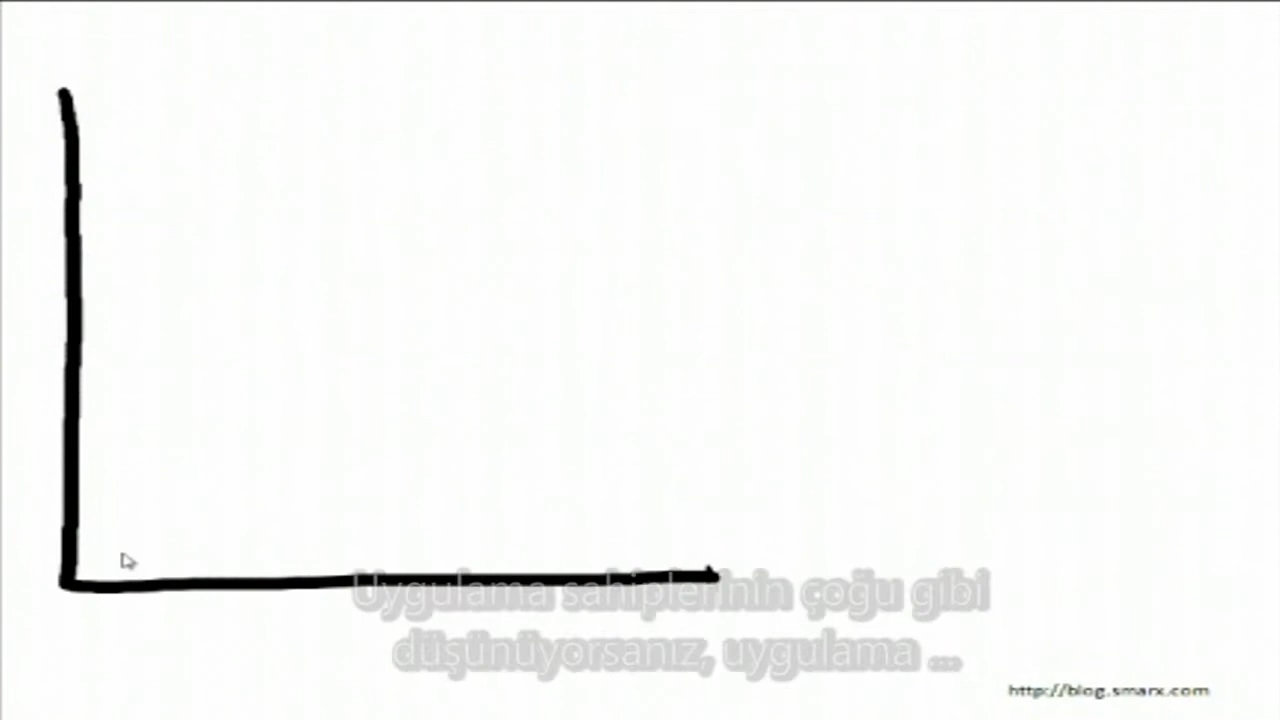 Uygulama sahiplerinin çoğu gibi
düşünüyorsanız, uygulama ...
http://blog.smarx.com